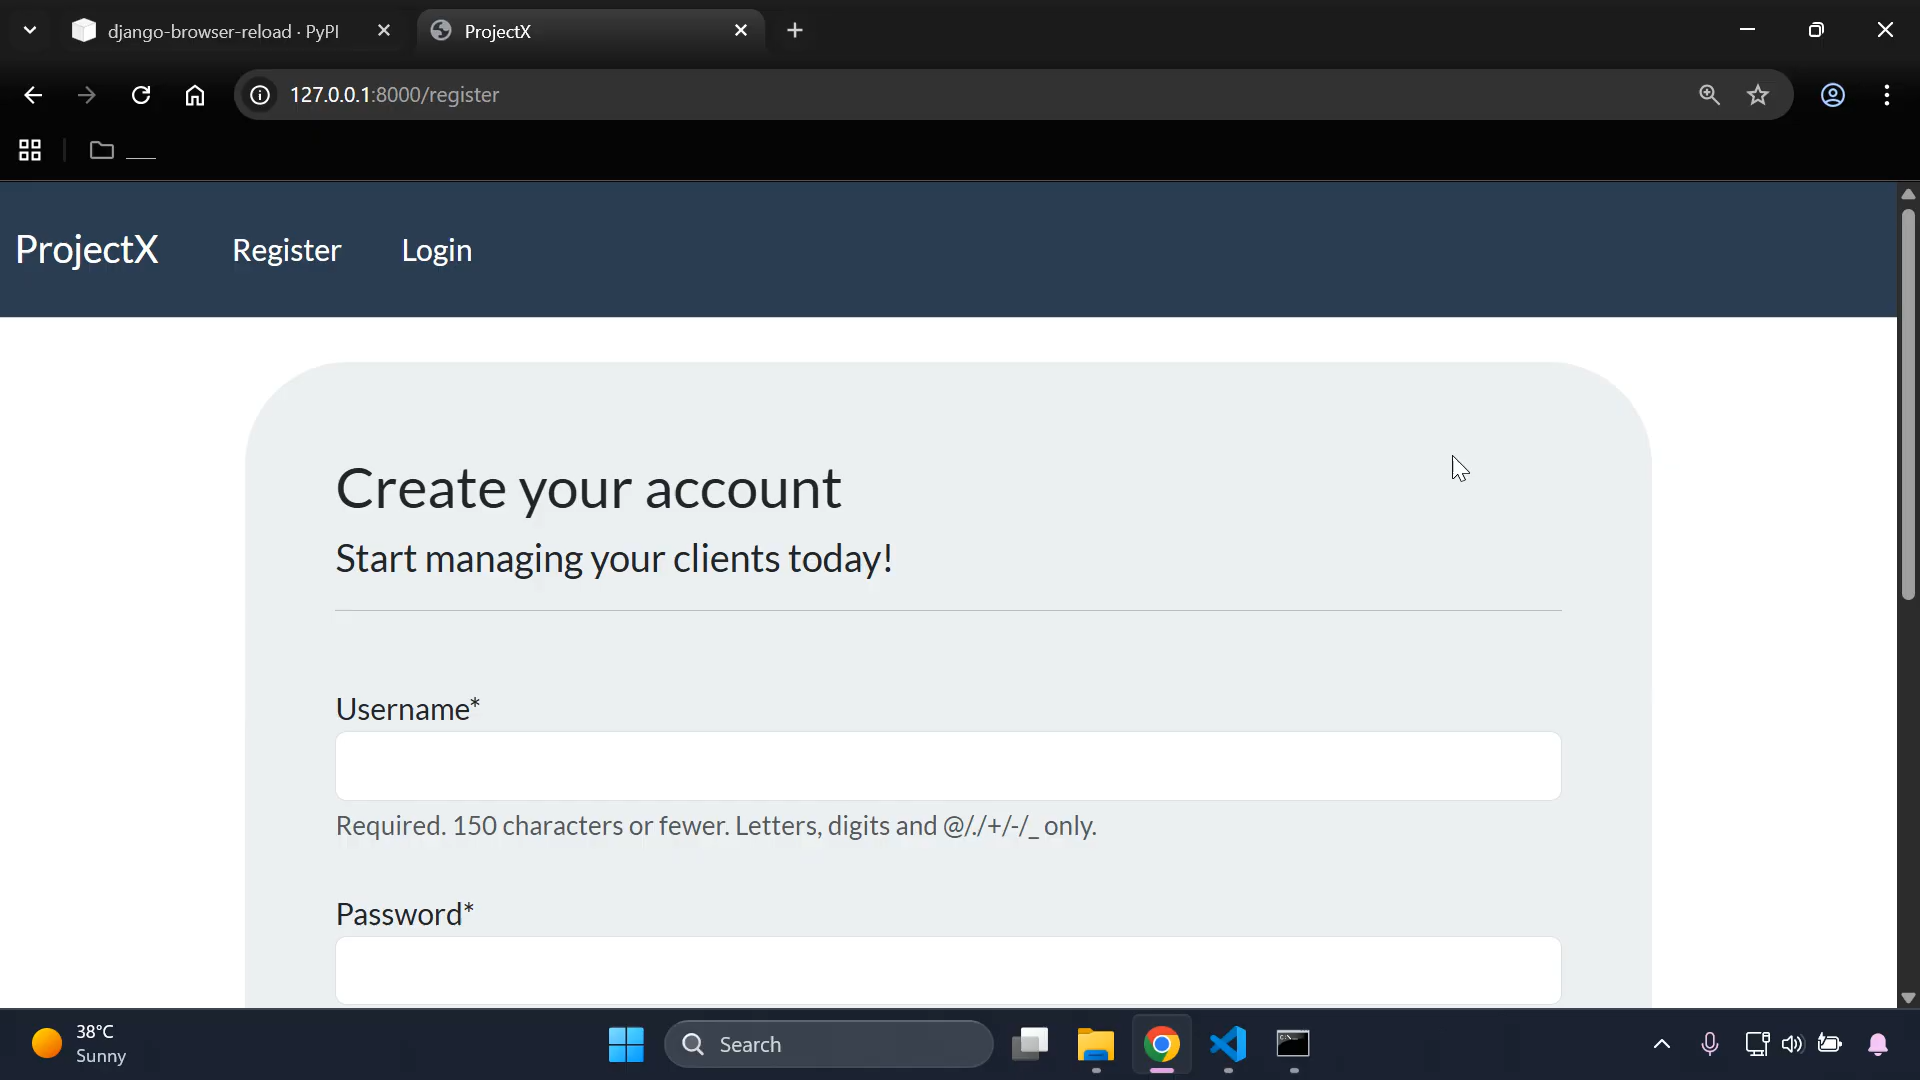 django-browser-reload · PyPI
ProjectX
127.0.0.1:8000/register
___
ProjectX
Register
Login
Create your account
Start managing your clients today!
Username*
Required. 150 characters or fewer. Letters, digits and @/./+/-/_ only.
Password*
38°C
Sunny
Search